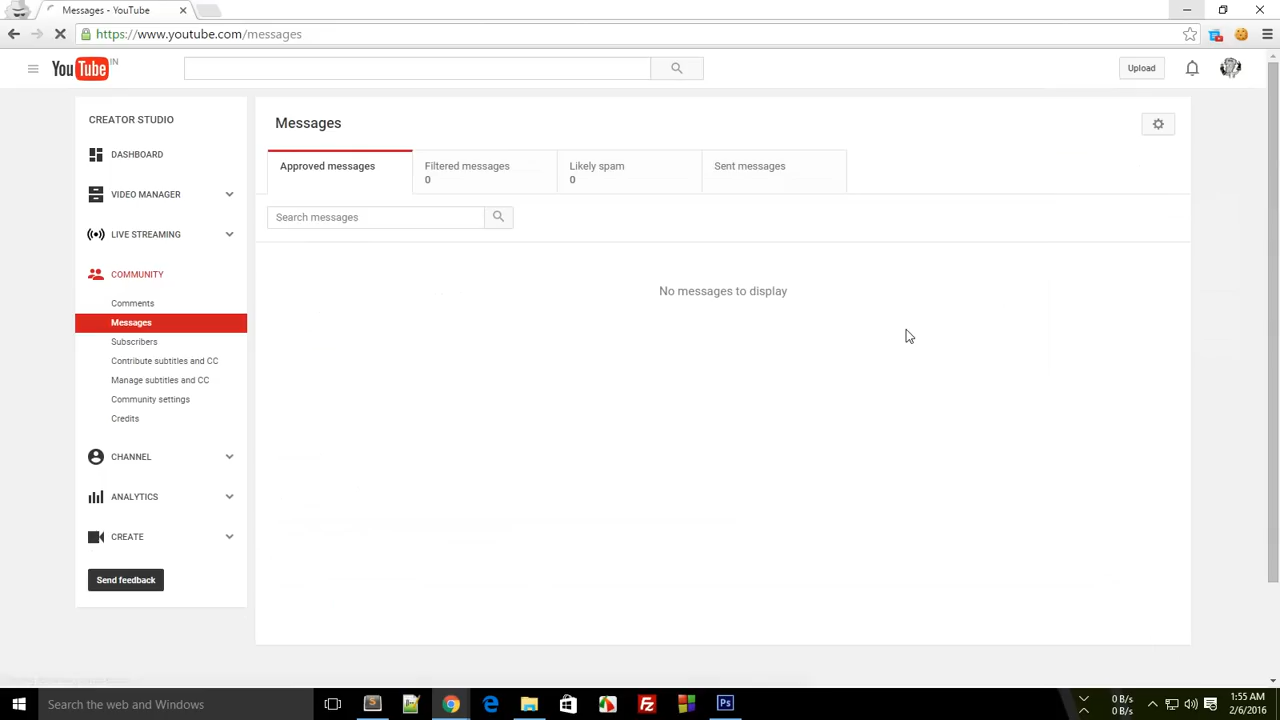 Messages - YouTube
https://www.youtube.com/messages
YouTube IN
Upload
CREATOR STUDIO
DASHBOARD
VIDEO MANAGER
LIVE STREAMING
COMMUNITY
Comments
Messages
Subscribers
Contribute subtitles and CC
Manage subtitles and CC
Community settings
Credits
CHANNEL
ANALYTICS
CREATE
Send feedback
Messages
Approved messages
Filtered messages
0
Likely spam
0
Sent messages
Search messages
No messages to display
Search the web and Windows
Ps
0 B/s
0 B/s
1:55 AM
2/6/2016